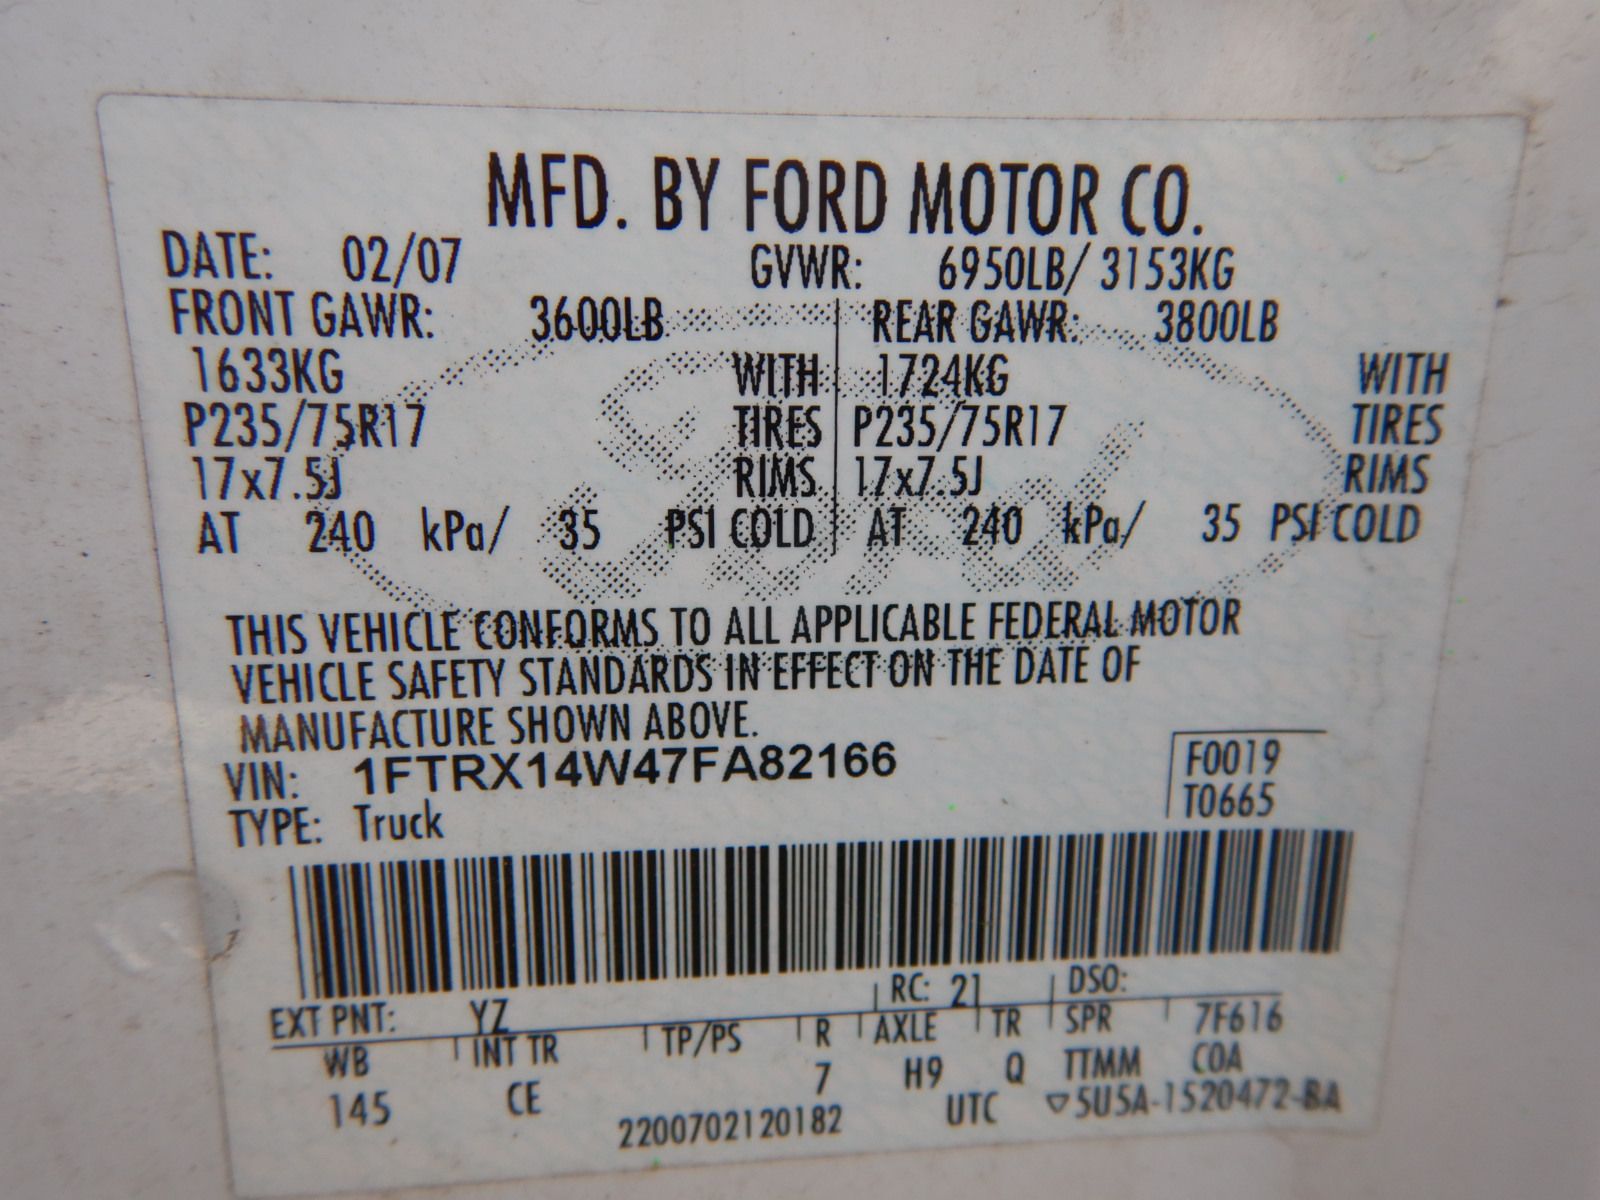 MFD. BY FORD MOTOR CO.
DATE: 02/07 GVWR: 6950LB/ 3153KG
FRONT GAWR: 3600LB REAR GAWR: 3800LB
1633KG WITH 1724KG WITH
P235/75R17 TIRES P235/75R17 TIRES
17x7.5J RIMS 17x7.5J RIMS
AT 240 kPa/ 35 PSI COLD AT 240 kPa/ 35 PSI COLD
THIS VEHICLE CONFORMS TO ALL APPLICABLE FEDERAL MOTOR
VEHICLE SAFETY STANDARDS IN EFFECT ON THE DATE OF
MANUFACTURE SHOWN ABOVE.
VIN: 1FTRX14W47FA82166 F0019
TYPE: Truck T0665
EXT PNT: YZ RC: 21 DSO:
WB INT TR TP/PS R AXLE TR SPR 7F616
145 CE 7 H9 Q TTMM COA
2200702120182 UTC ▽5U5A-1520472-BA
Ford